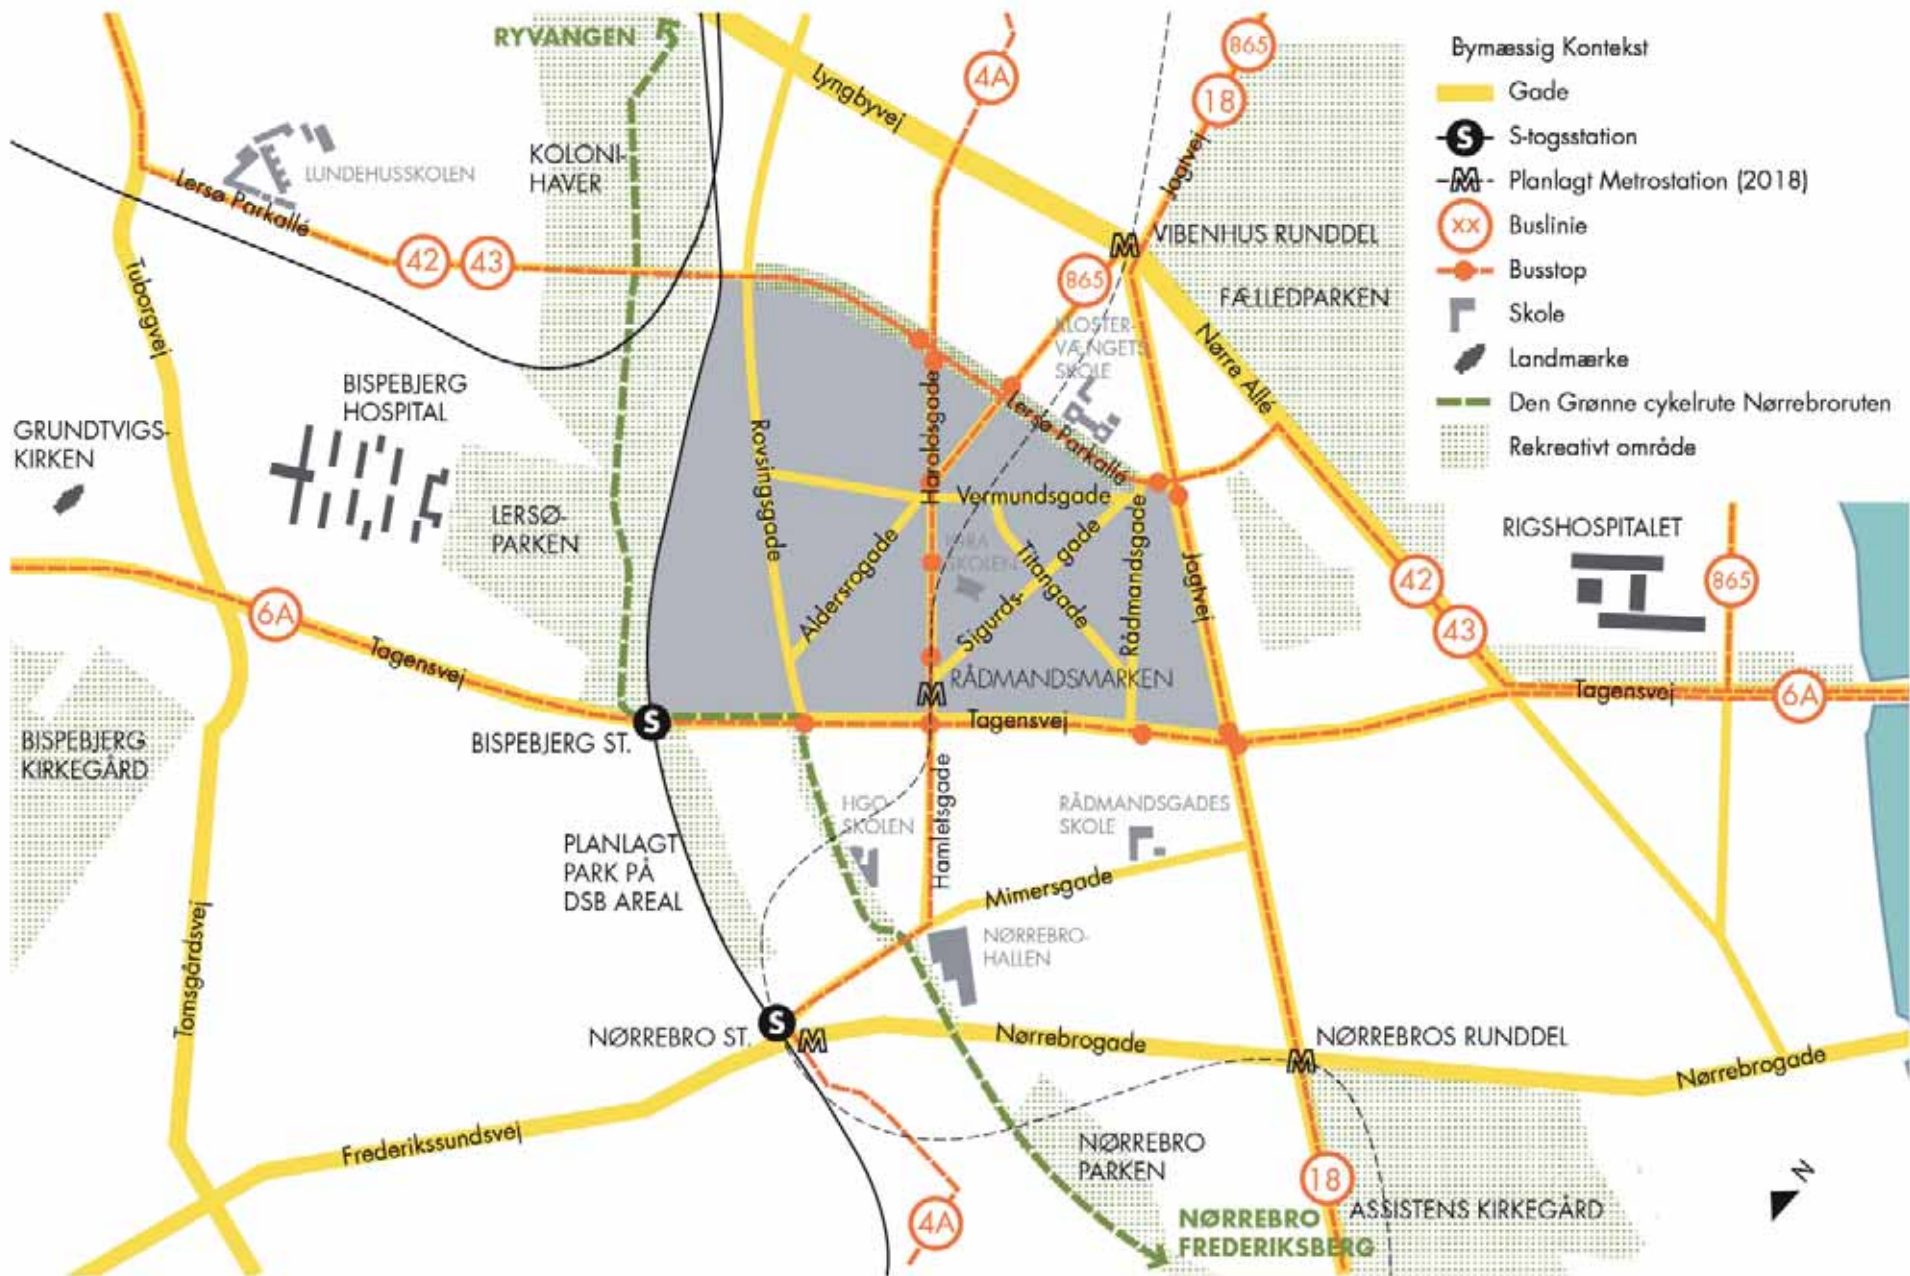 RYVANGEN
Lyngbyvej
4A
865
18
Jagtvej
KOLONI-
HAVER
LUNDEHUSSKOLEN
Lersø Parkallé
42
43
Tuborgvej
VIBENHUS RUNDDEL
865
FÆLLEDPARKEN
KLOSTER-
VÆNGETS
SKOLE
Nørre Allé
BISPEBJERG
HOSPITAL
GRUNDTVIGS-
KIRKEN
Haraldsgade
Lersø Parkallé
Rovsingsgade
Vermundsgade
LERSØ-
PARKEN
Aldersrogade
SKOLEN
Titangade
Sigurds-
gade
Rådmandsgade
Jagtvej
RIGSHOSPITALET
42
43
865
6A
Tagensvej
RÅDMANDSMARKEN
Tagensvej
Tagensvej
6A
BISPEBJERG
KIRKEGÅRD
S
BISPEBJERG ST.
M
HGO
SKOLEN
Hamletsgade
RÅDMANDSGADES
SKOLE
PLANLAGT
PARK PÅ
DSB AREAL
Mimersgade
NØRREBRO-
HALLEN
Tomsgårdsvej
S
NØRREBRO ST.
M
Nørrebrogade
NØRREBROS RUNDDEL
M
Nørrebrogade
Frederikssundsvej
NØRREBRO
PARKEN
18
ASSISTENS KIRKEGÅRD
4A
NØRREBRO
FREDERIKSBERG
N
M
Bymæssig Kontekst
Gade
S S-togsstation
M Planlagt Metrostation (2018)
XX Buslinie
Busstop
Skole
Landmærke
Den Grønne cykelrute Nørrebroruten
Rekreativt område